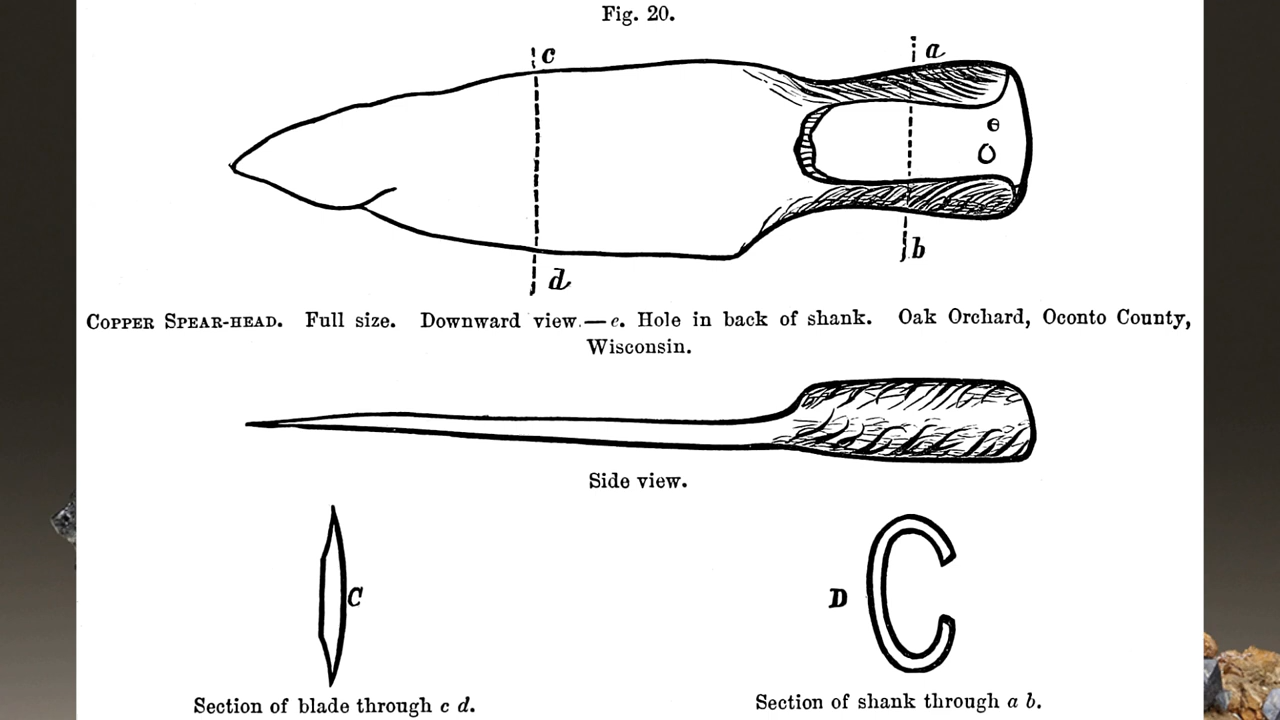 Fig. 20.
c
a
e
b
d
Copper Spear-head. Full size. Downward view.—e. Hole in back of shank. Oak Orchard, Oconto County,
Wisconsin.
Side view.
C
D
Section of blade through c d.
Section of shank through a b.